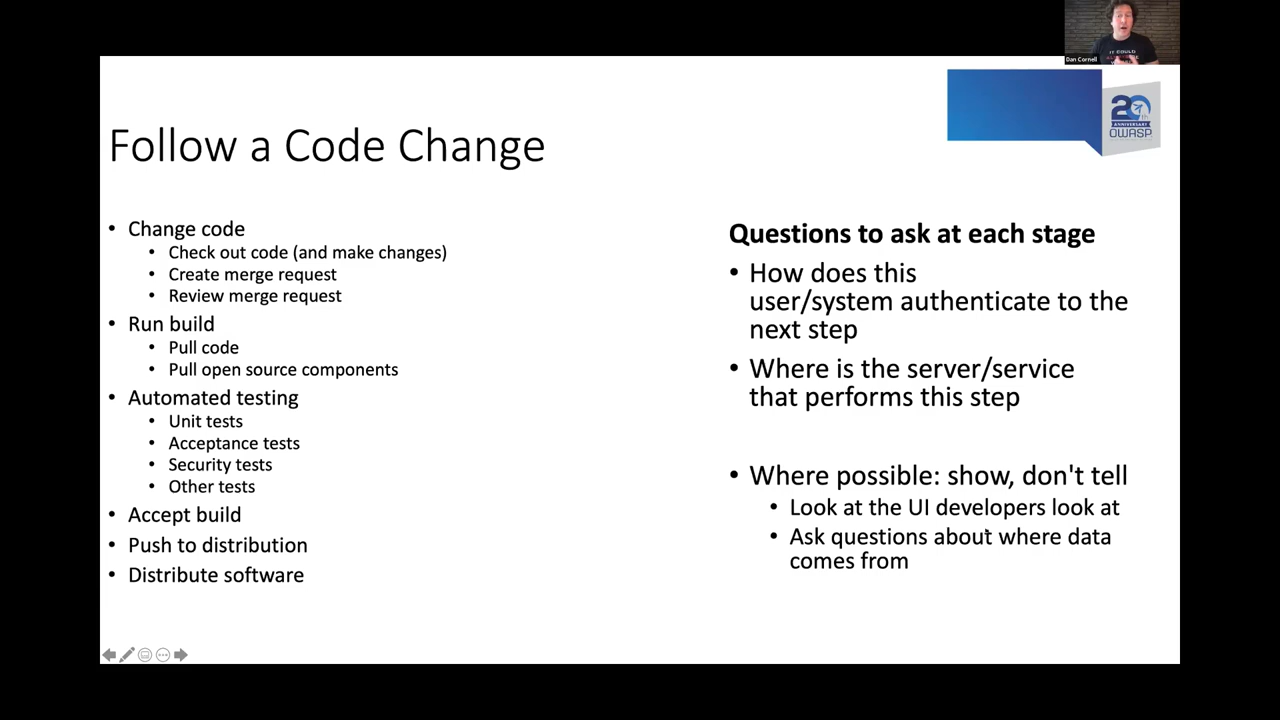 Dan Cornell
IT COULD
20th
ANNIVERSARY
OWASP
Follow a Code Change
• Change code
• Check out code (and make changes)
• Create merge request
• Review merge request
• Run build
• Pull code
• Pull open source components
• Automated testing
• Unit tests
• Acceptance tests
• Security tests
• Other tests
• Accept build
• Push to distribution
• Distribute software
Questions to ask at each stage
• How does this
user/system authenticate to the
next step
• Where is the server/service
that performs this step
• Where possible: show, don't tell
• Look at the UI developers look at
• Ask questions about where data
comes from